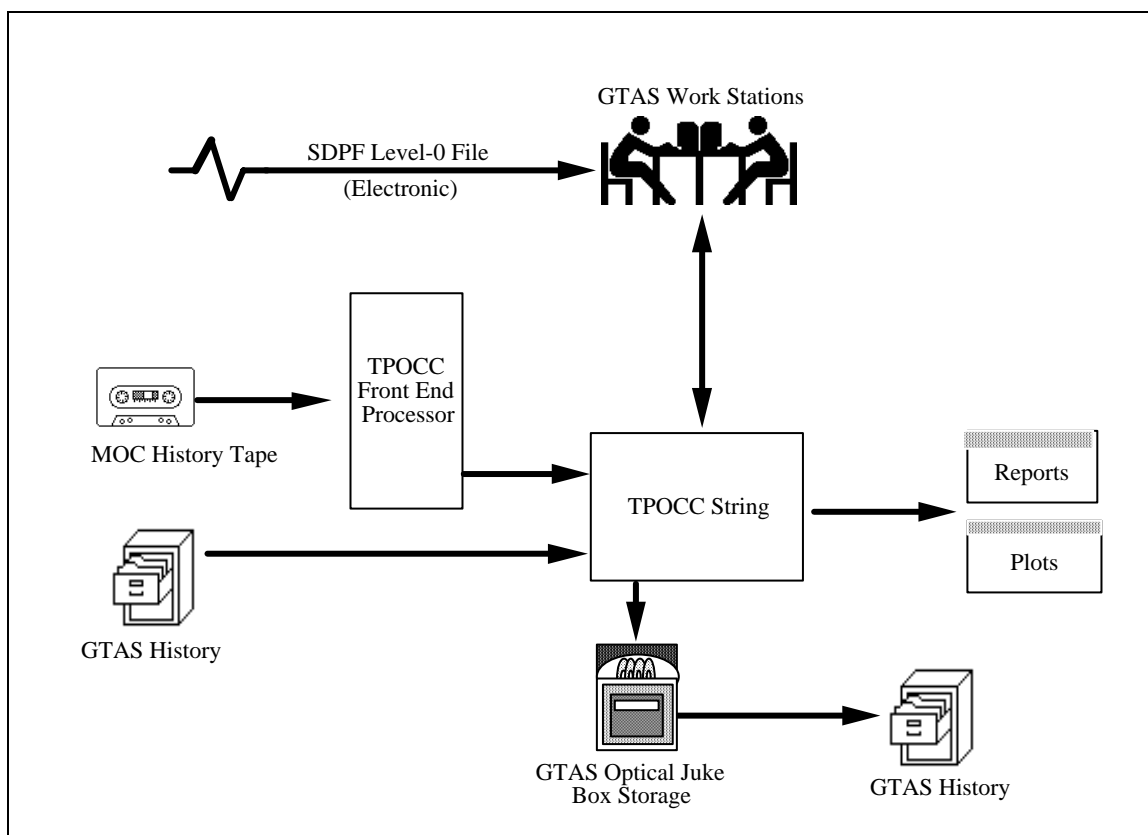 GTAS Work Stations
SDPF Level-0 File
(Electronic)
TPOCC
Front End
Processor
MOC History Tape
TPOCC String
Reports
Plots
GTAS History
GTAS Optical Juke
Box Storage
GTAS History